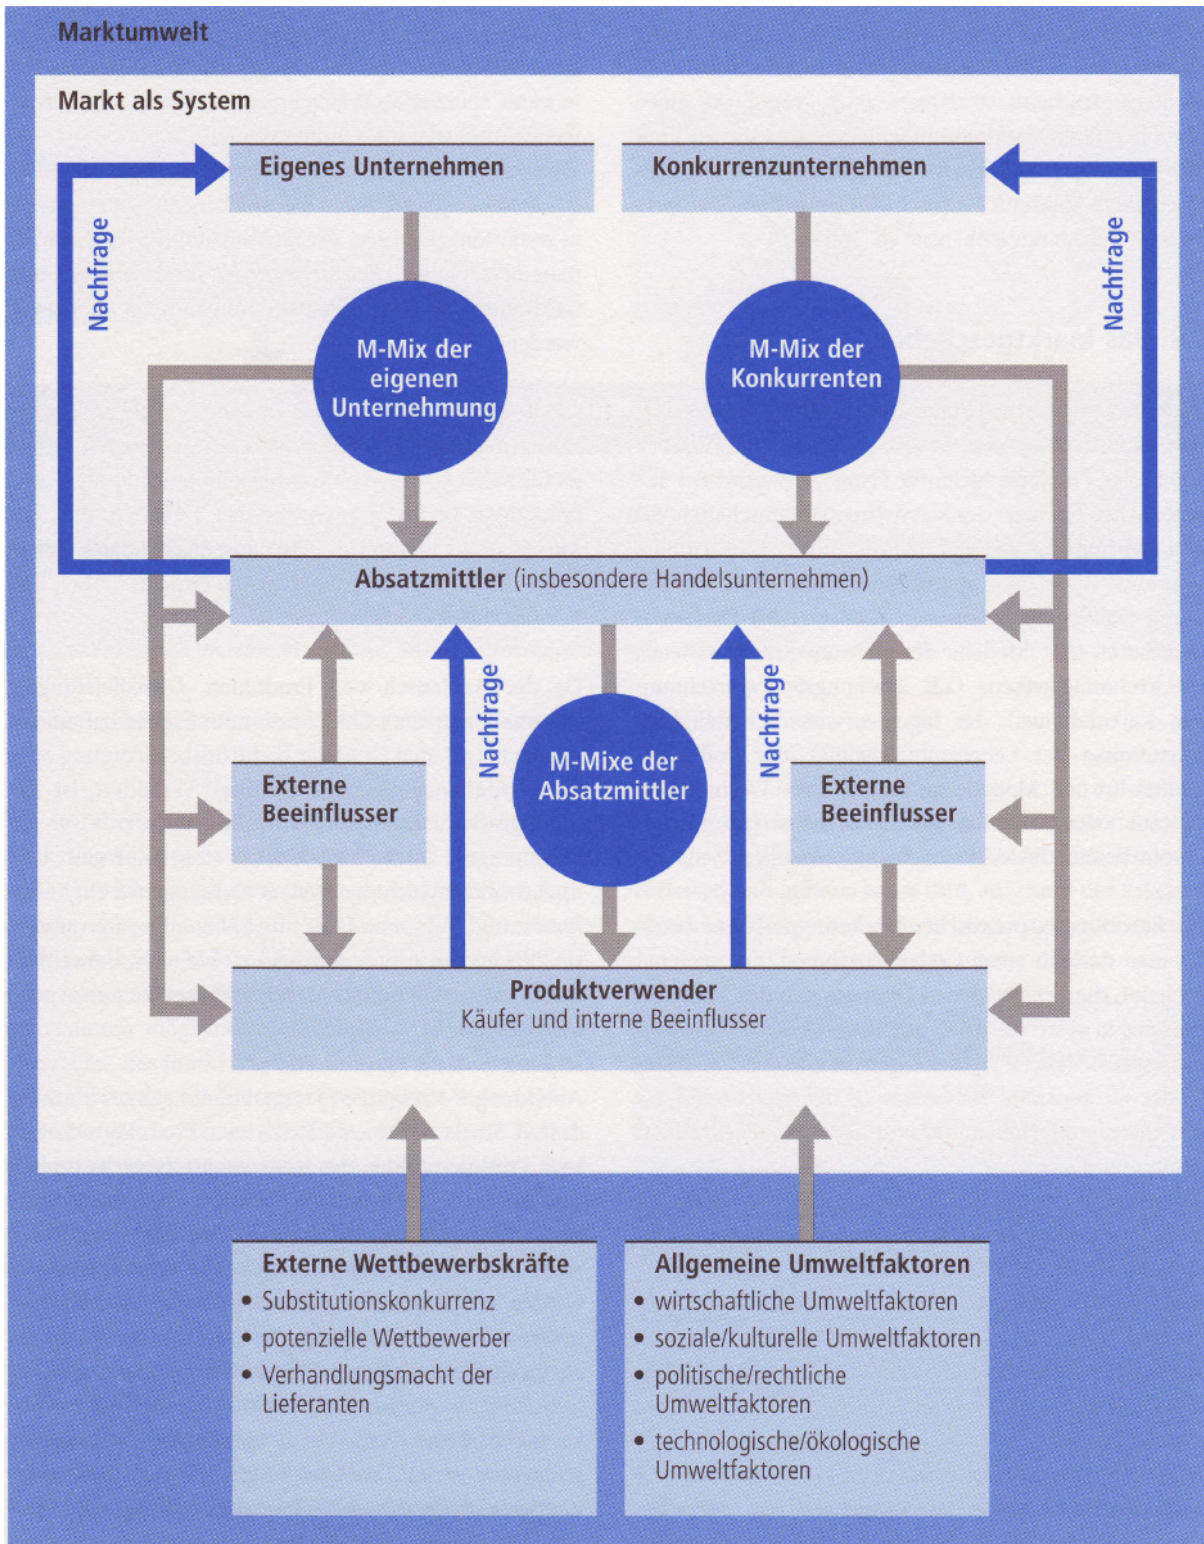 Marktumwelt
Markt als System
Eigenes Unternehmen
Konkurrenzunternehmen
Nachfrage
Nachfrage
M-Mix der
eigenen
Unternehmung
M-Mix der
Konkurrenten
Absatzmittler (insbesondere Handelsunternehmen)
Nachfrage
Nachfrage
Externe
Beeinflusser
M-Mixe der
Absatzmittler
Externe
Beeinflusser
Produktverwender
Käufer und interne Beeinflusser
Externe Wettbewerbskräfte
• Substitutionskonkurrenz
• potenzielle Wettbewerber
• Verhandlungsmacht der
Lieferanten
Allgemeine Umweltfaktoren
• wirtschaftliche Umweltfaktoren
• soziale/kulturelle Umweltfaktoren
• politische/rechtliche
Umweltfaktoren
• technologische/ökologische
Umweltfaktoren